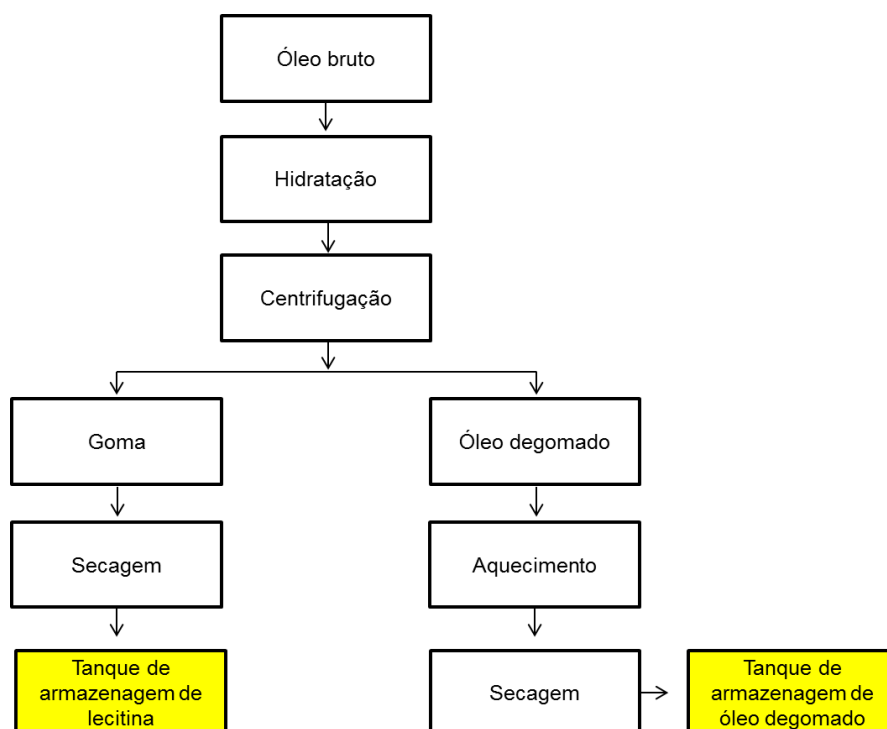 Óleo bruto
Hidratação
Centrifugação
Goma
Óleo degomado
Secagem
Aquecimento
Tanque de
armazenagem de
lecitina
Secagem
Tanque de
armazenagem de
óleo degomado